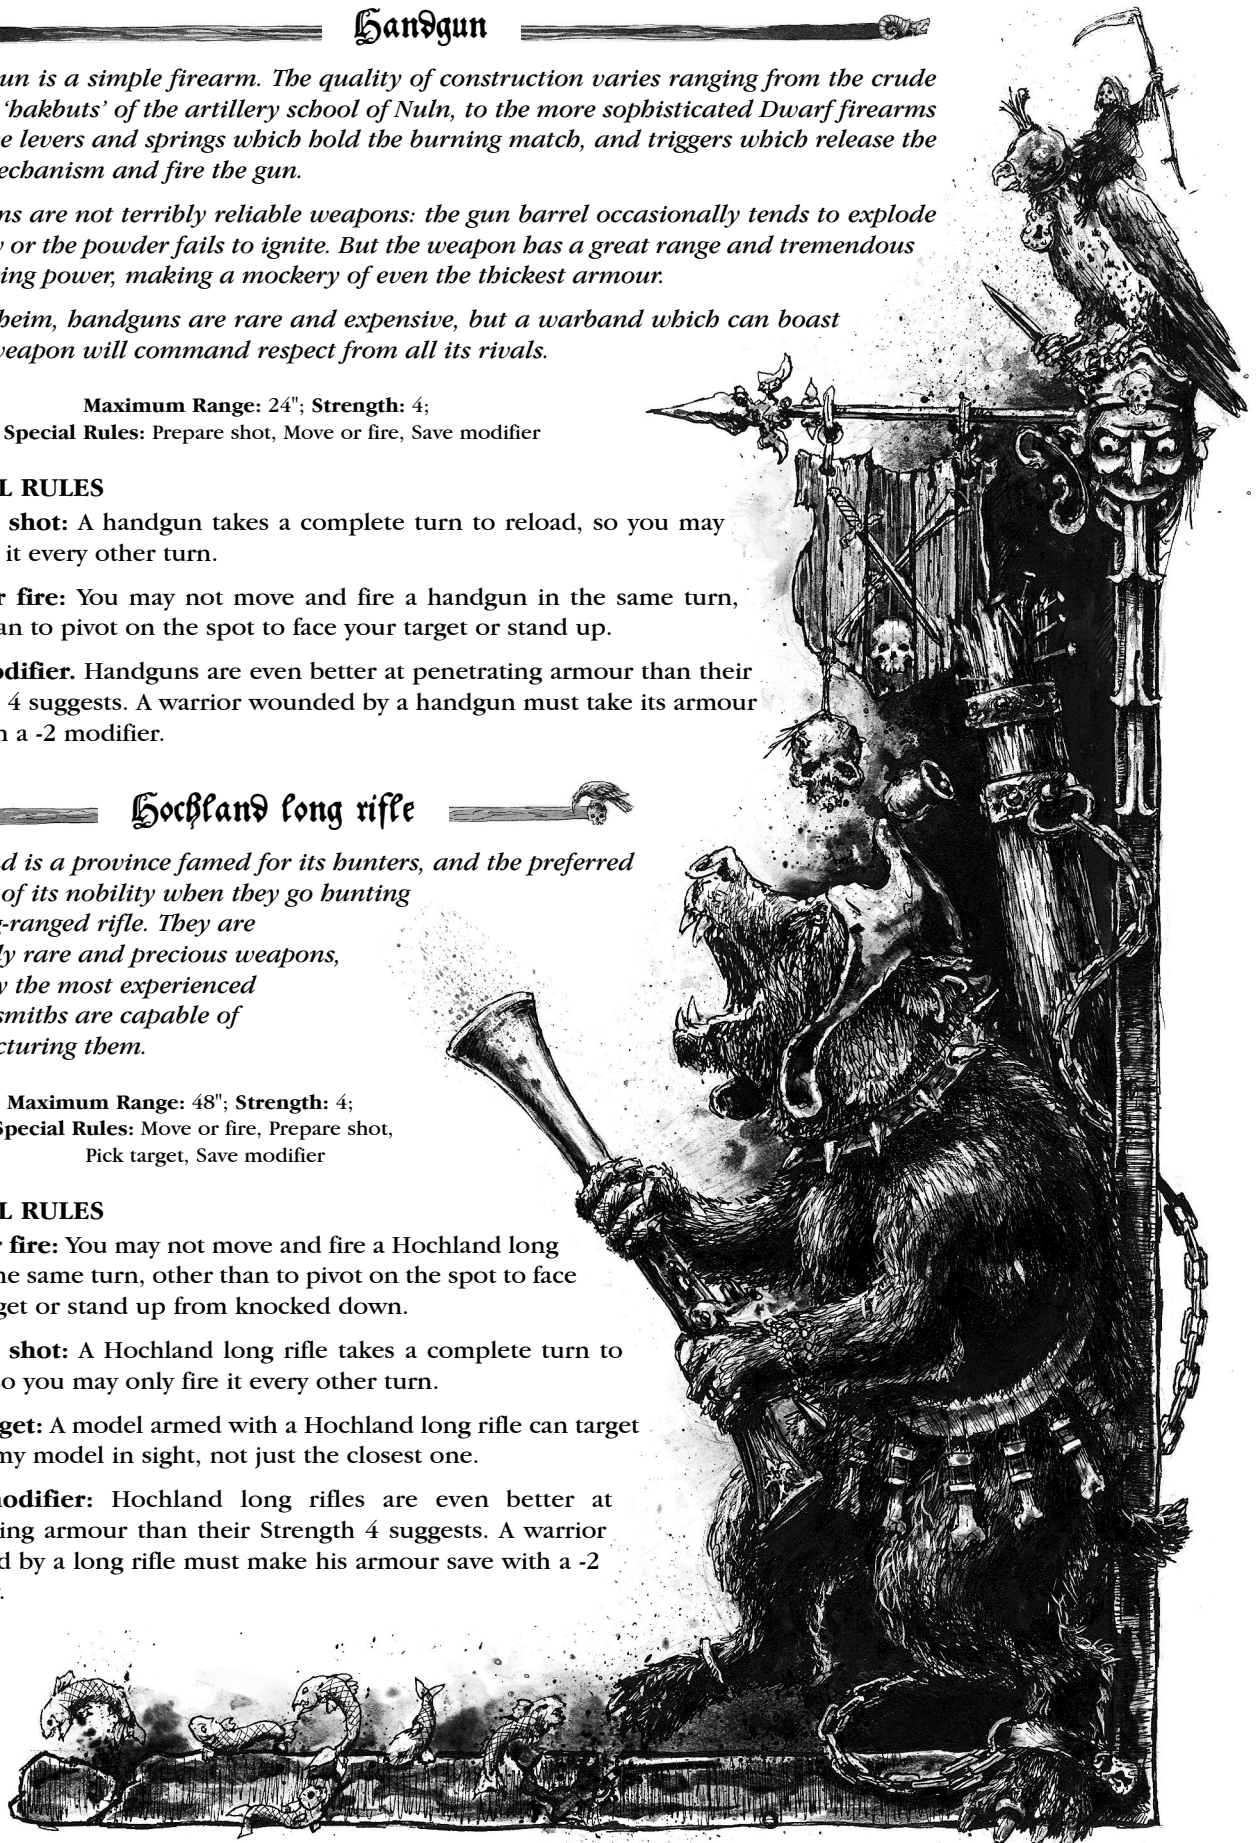 Handgun
un is a simple firearm. The quality of construction varies ranging from the crude
‘hakbuts’ of the artillery school of Nuln, to the more sophisticated Dwarf firearms
e levers and springs which hold the burning match, and triggers which release the
echanism and fire the gun.
ns are not terribly reliable weapons: the gun barrel occasionally tends to explode
y or the powder fails to ignite. But the weapon has a great range and tremendous
ing power, making a mockery of even the thickest armour.
heim, handguns are rare and expensive, but a warband which can boast
weapon will command respect from all its rivals.
Maximum Range: 24"; Strength: 4;
Special Rules: Prepare shot, Move or fire, Save modifier
L RULES
shot: A handgun takes a complete turn to reload, so you may
it every other turn.
r fire: You may not move and fire a handgun in the same turn,
an to pivot on the spot to face your target or stand up.
odifier. Handguns are even better at penetrating armour than their
4 suggests. A warrior wounded by a handgun must take its armour
h a -2 modifier.
Hochland long rifle
d is a province famed for its hunters, and the preferred
of its nobility when they go hunting
g-ranged rifle. They are
ly rare and precious weapons,
y the most experienced
smiths are capable of
cturing them.
Maximum Range: 48"; Strength: 4;
Special Rules: Move or fire, Prepare shot,
Pick target, Save modifier
L RULES
r fire: You may not move and fire a Hochland long
he same turn, other than to pivot on the spot to face
get or stand up from knocked down.
shot: A Hochland long rifle takes a complete turn to
so you may only fire it every other turn.
get: A model armed with a Hochland long rifle can target
my model in sight, not just the closest one.
modifier: Hochland long rifles are even better at
ing armour than their Strength 4 suggests. A warrior
d by a long rifle must make his armour save with a -2
.